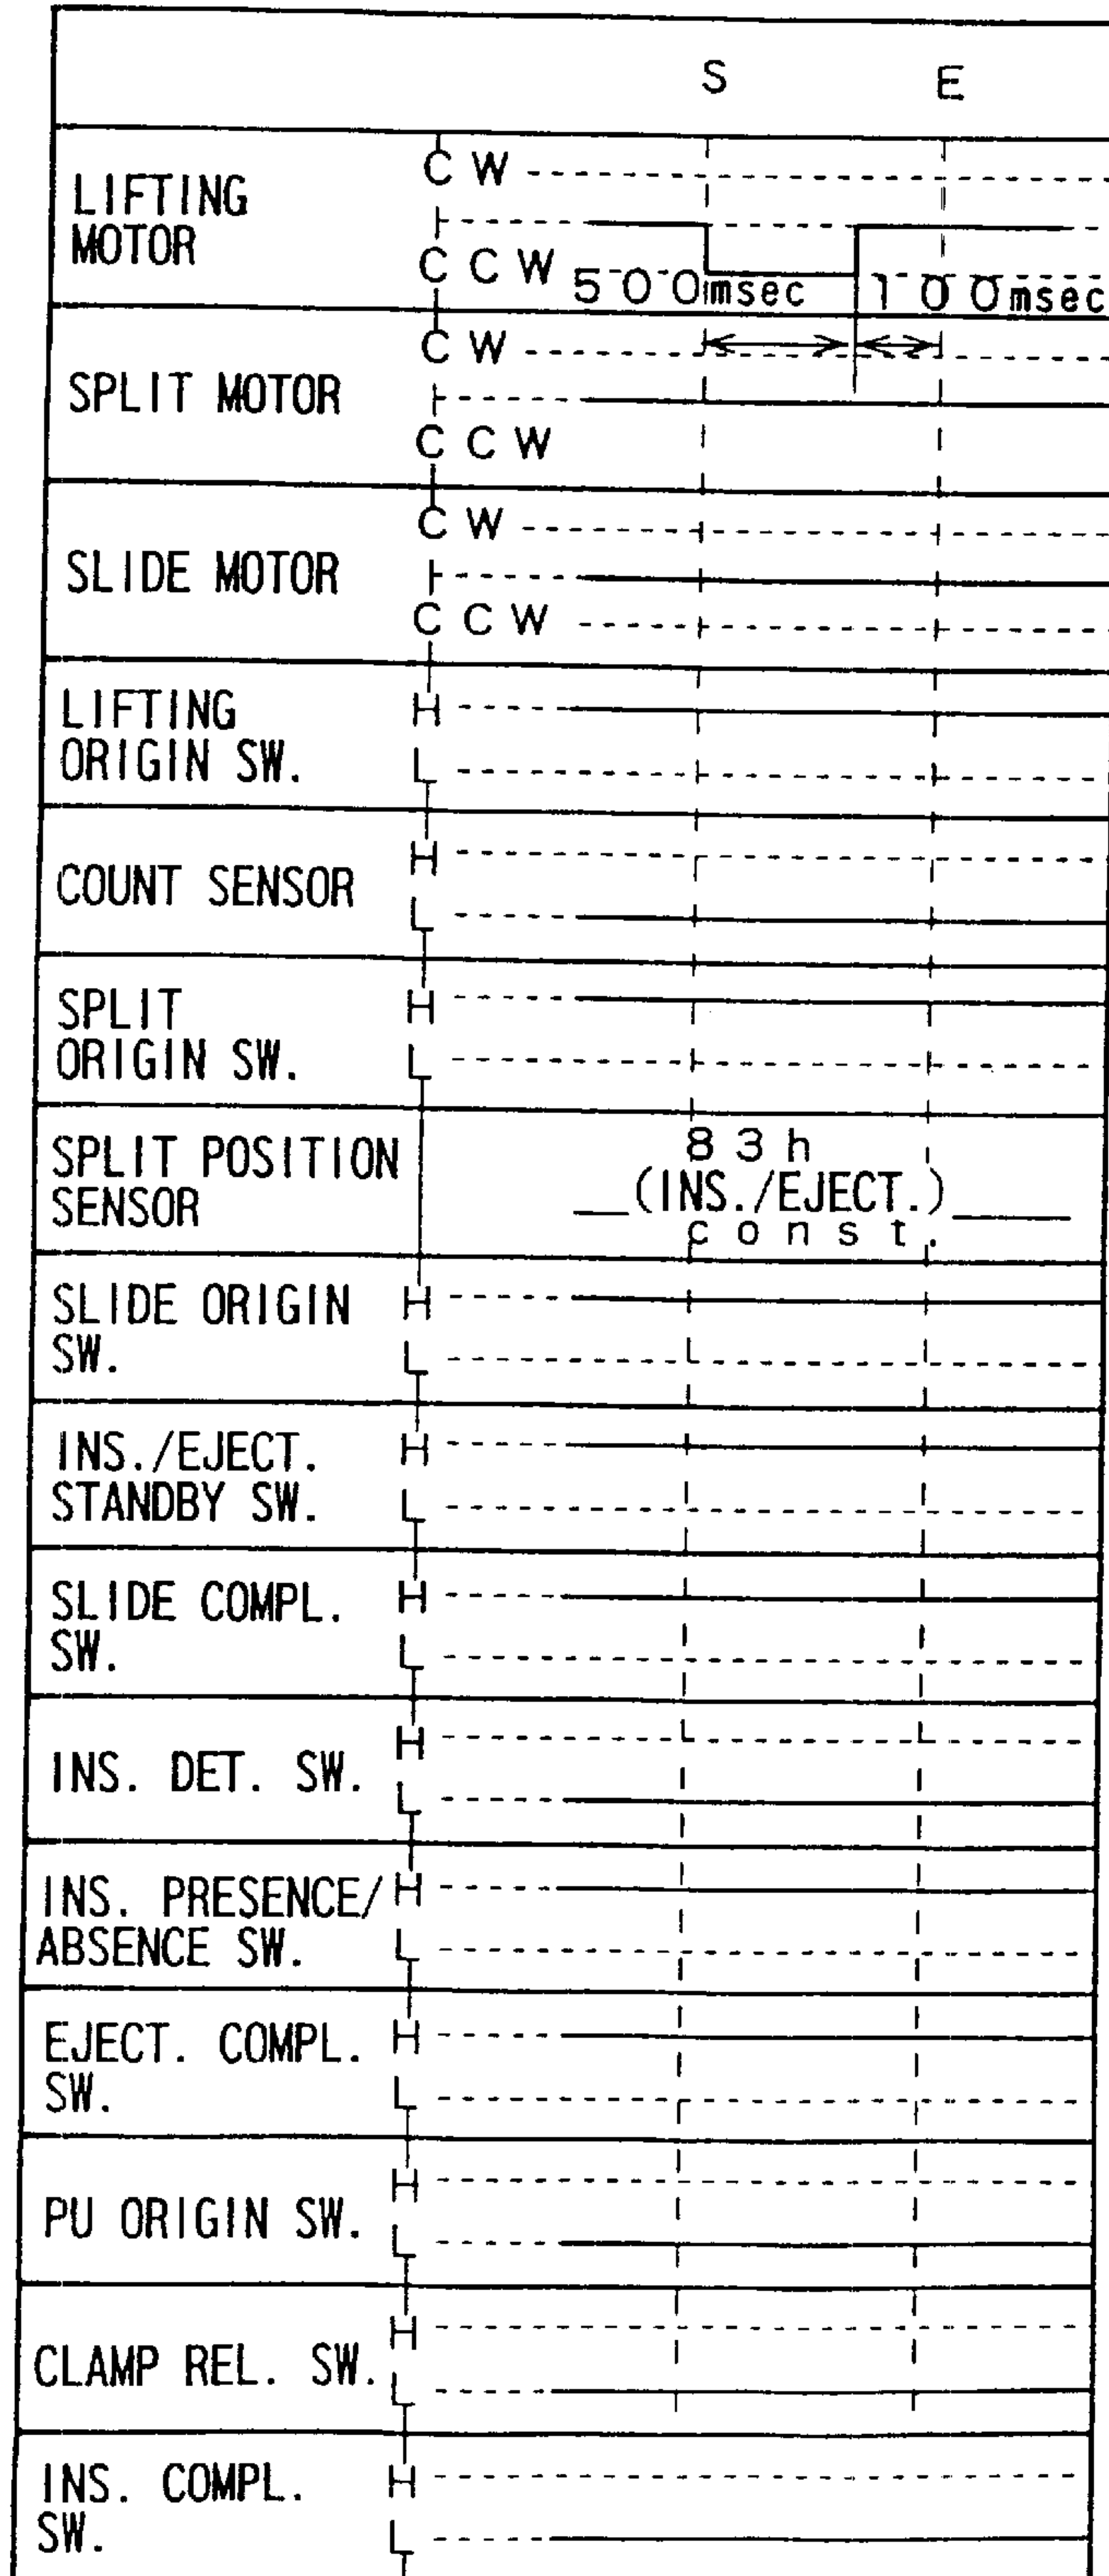 S E
LIFTING
MOTOR
CW
CCW
500msec 100msec
SPLIT MOTOR
CW
CCW
SLIDE MOTOR
CW
CCW
LIFTING
ORIGIN SW.
H
L
COUNT SENSOR
H
L
SPLIT
ORIGIN SW.
H
L
SPLIT POSITION
SENSOR
83h
(INS./EJECT.)
const.
SLIDE ORIGIN
SW.
H
L
INS./EJECT.
STANDBY SW.
H
L
SLIDE COMPL.
SW.
H
L
INS. DET. SW.
H
L
INS. PRESENCE/
ABSENCE SW.
H
L
EJECT. COMPL.
SW.
H
L
PU ORIGIN SW.
H
L
CLAMP REL. SW.
H
L
INS. COMPL.
SW.
H
L